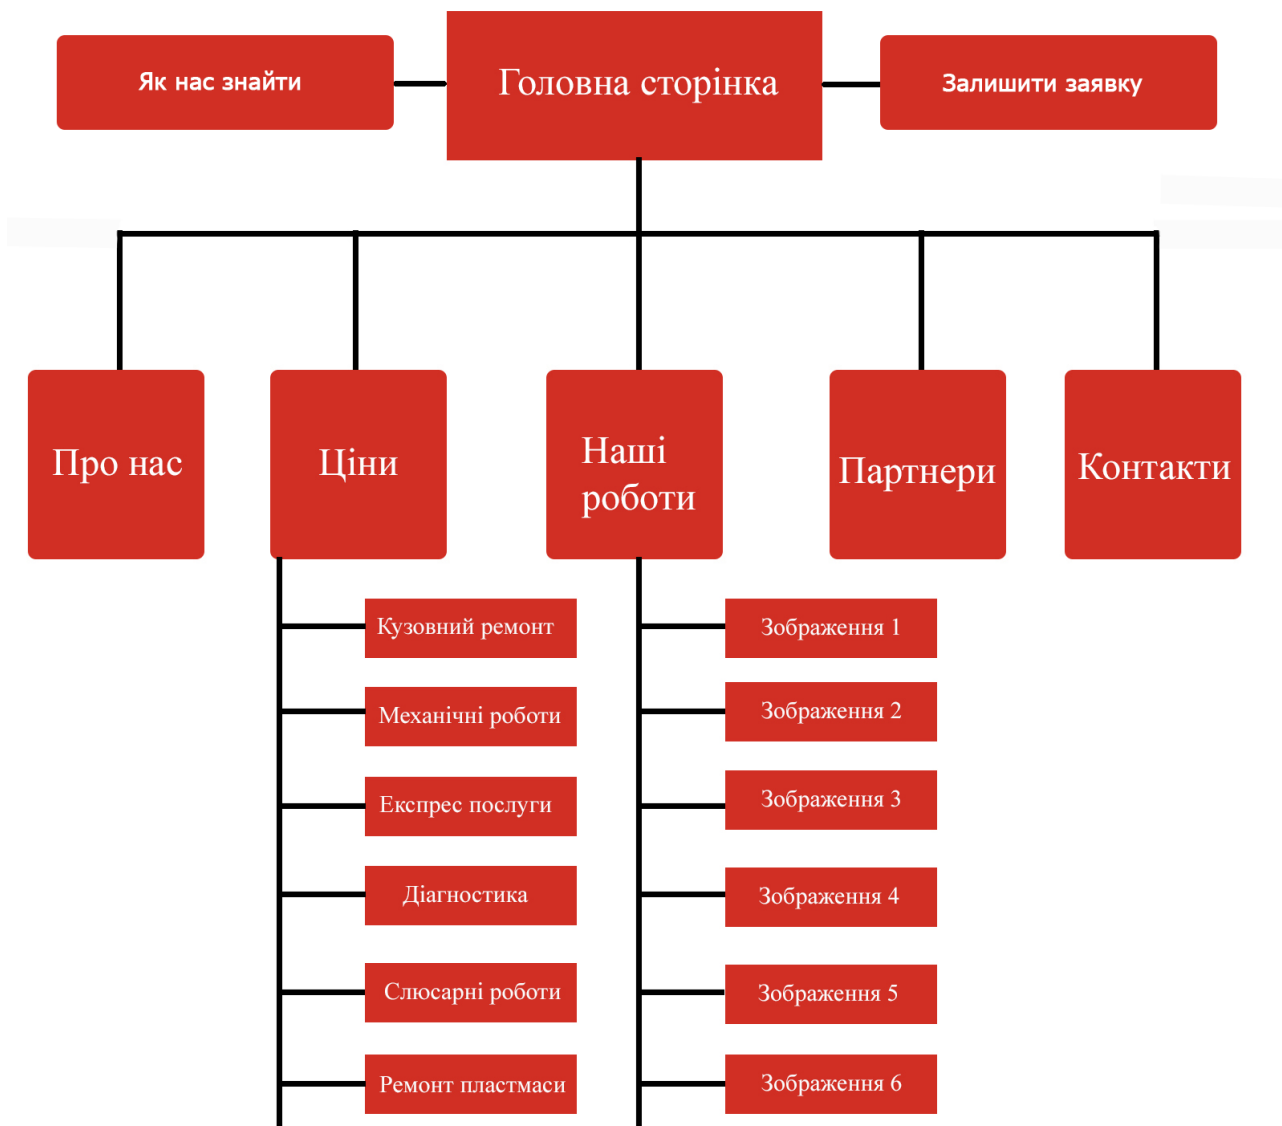 Як нас знайти
Головна сторінка
Залишити заявку
Про нас
Ціни
Наші
роботи
Партнери
Контакти
Кузовний ремонт
Механічні роботи
Експрес послуги
Діагностика
Слюсарні роботи
Ремонт пластмаси
Зображення 1
Зображення 2
Зображення 3
Зображення 4
Зображення 5
Зображення 6